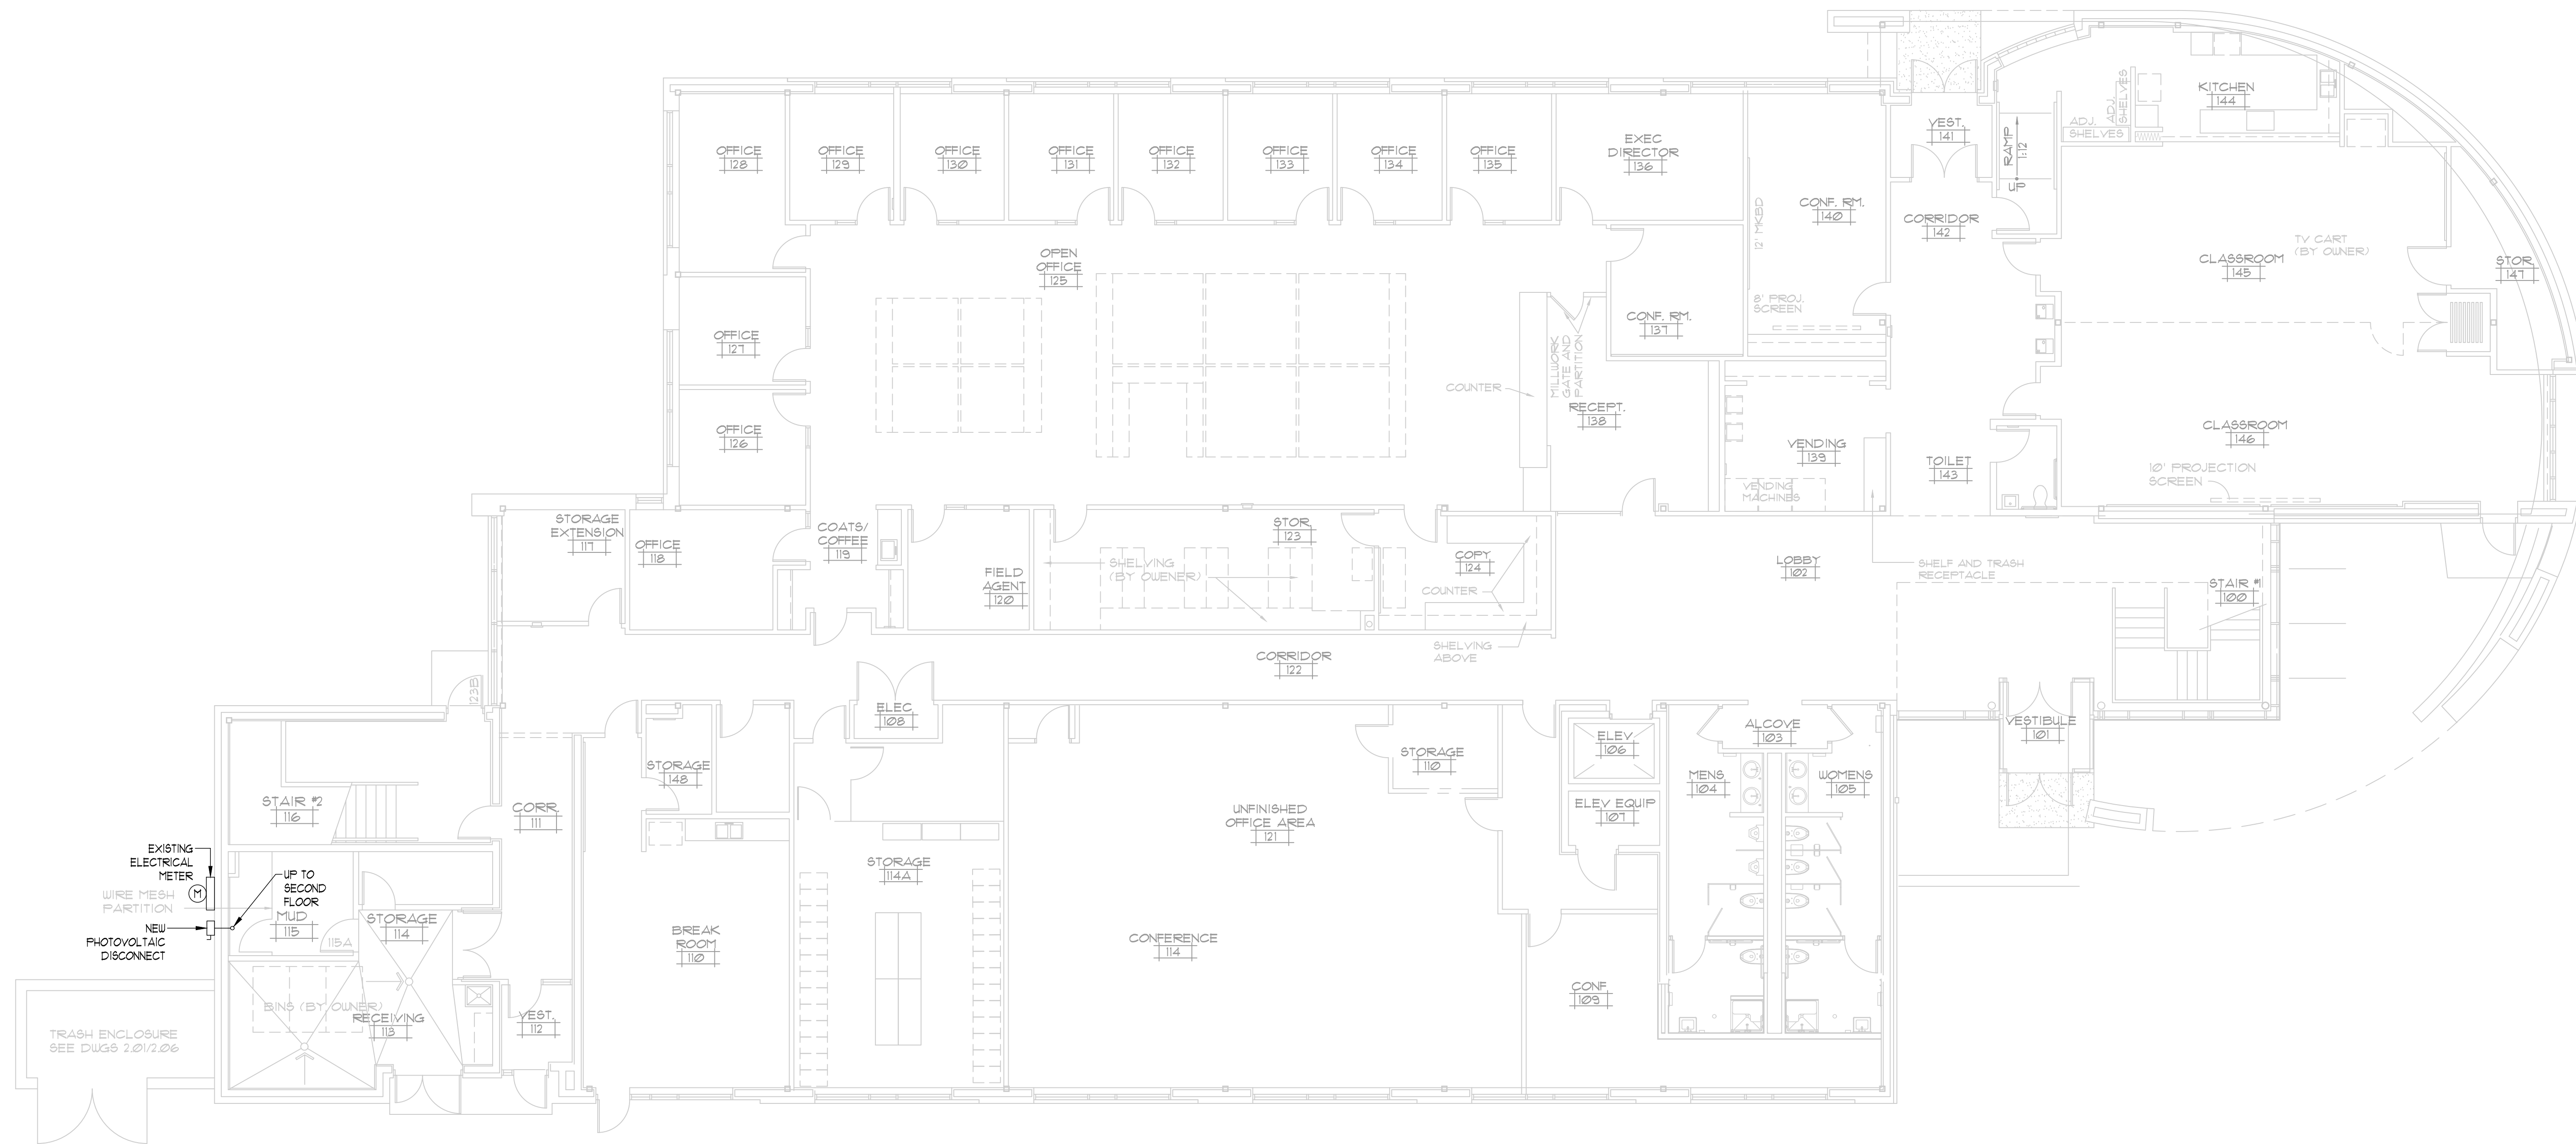 KITCHEN
144
ADJ.
SHELVES
ADJ.
SHELVES
VEST.
141
RAMP
1:12
UP
OFFICE
128
OFFICE
129
OFFICE
130
OFFICE
131
OFFICE
132
OFFICE
133
OFFICE
134
OFFICE
135
EXEC
DIRECTOR
136
CONF. RM.
140
12' MKBD
CORRIDOR
142
TV CART
(BY OWNER)
CLASSROOM
145
STOR.
147
OPEN
OFFICE
125
8' PROJ.
SCREEN
CONF. RM.
137
OFFICE
127
MILLWORK
GATE AND
PARTITION
COUNTER
RECEPT.
138
OFFICE
126
VENDING
139
CLASSROOM
146
TOILET
143
10' PROJECTION
SCREEN
VENDING
MACHINES
STORAGE
EXTENSION
117
OFFICE
118
COATS/
COFFEE
119
STOR.
123
FIELD
AGENT
120
SHELVING
(BY OWENER)
COPY
124
COUNTER
LOBBY
102
SHELF AND TRASH
RECEPTACLE
STAIR #1
100
SHELVING
ABOVE
CORRIDOR
122
123B
ELEC
108
ALCOVE
103
VESTIBULE
101
ELEV.
106
STORAGE
148
STORAGE
110
MENS
104
WOMENS
105
STAIR #2
116
CORR.
111
UNFINISHED
OFFICE AREA
121
ELEV EQUIP
107
EXISTING
ELECTRICAL
METER
M
UP TO
SECOND
FLOOR
STORAGE
114A
WIRE MESH
PARTITION
MUD
115
STORAGE
114
115A
NEW
PHOTOVOLTAIC
DISCONNECT
BREAK
ROOM
110
CONFERENCE
114
CONF
109
BINS (BY OWNER)
RECEIVING
113
VEST.
112
TRASH ENCLOSURE
SEE DWGS 2.01/2.06